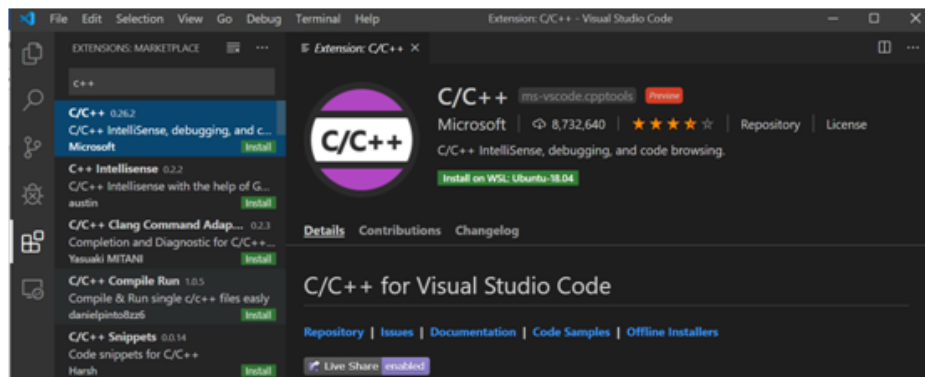 File Edit Selection View Go Debug Terminal Help
Extension: C/C++ - Visual Studio Code
EXTENSIONS: MARKETPLACE
c++
C/C++ 0.26.2
C/C++ IntelliSense, debugging, and c...
Microsoft Install
C++ Intellisense 0.2.2
C/C++ Intellisense with the help of G...
austin Install
C/C++ Clang Command Adap... 0.2.3
Completion and Diagnostic for C/C++...
Yasuaki MITANI Install
C/C++ Compile Run 1.0.5
Compile & Run single c/c++ files easly
danielpinto8zz6 Install
C/C++ Snippets 0.0.14
Code snippets for C/C++
Harsh Install
Extension: C/C++
C/C++
C/C++ ms-vscode.cpptools Preview
Microsoft 8,732,640 Repository License
C/C++ IntelliSense, debugging, and code browsing.
Install on WSL: Ubuntu-18.04
Details Contributions Changelog
C/C++ for Visual Studio Code
Repository | Issues | Documentation | Code Samples | Offline Installers
Live Share enabled